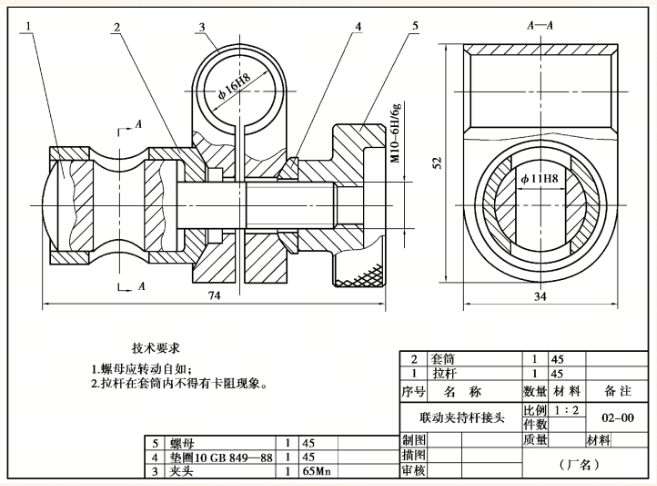 1
2
3
4
5
A—A
φ16H8
A
M10-6H/6g
52
φ11H8
A
74
34
技术要求
1.螺母应转动自如；
2.拉杆在套筒内不得有卡阻现象。
2 套筒 1 45
1 拉杆 1 45
序号 名 称 数量 材 料 备 注
联动夹持杆接头 比例 1：2 02-00
件数
5 螺母 1 45
4 垫圈10 GB 849—88 1 45
3 夹头 1 65Mn
制图 质量 材料
描图
审核
（厂名）